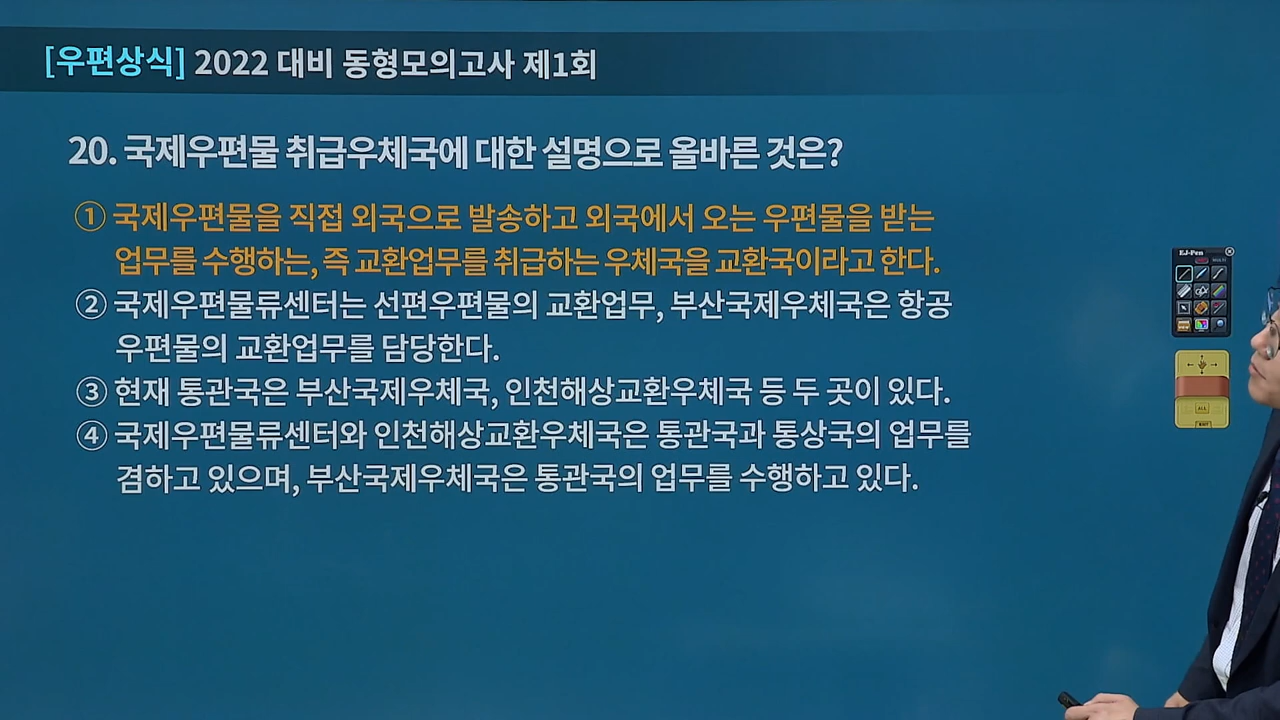 [우편상식] 2022 대비 동형모의고사 제1회
20. 국제우편물 취급우체국에 대한 설명으로 올바른 것은?
① 국제우편물을 직접 외국으로 발송하고 외국에서 오는 우편물을 받는
업무를 수행하는, 즉 교환업무를 취급하는 우체국을 교환국이라고 한다.
② 국제우편물류센터는 선편우편물의 교환업무, 부산국제우체국은 항공
우편물의 교환업무를 담당한다.
③ 현재 통관국은 부산국제우체국, 인천해상교환우체국 등 두 곳이 있다.
④ 국제우편물류센터와 인천해상교환우체국은 통관국과 통상국의 업무를
겸하고 있으며, 부산국제우체국은 통관국의 업무를 수행하고 있다.
EJ-Pen
ALL
EXIT